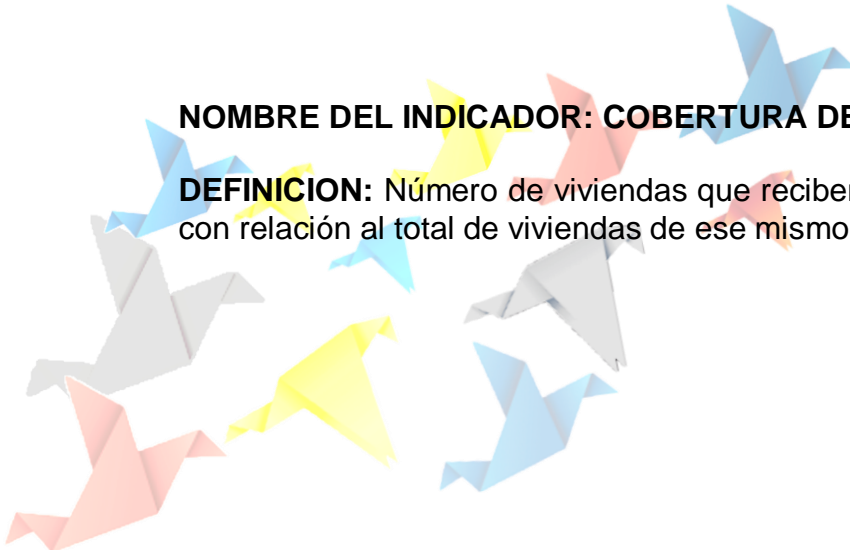 NOMBRE DEL INDICADOR: COBERTURA DE
DEFINICION: Número de viviendas que reciben
con relación al total de viviendas de ese mismo